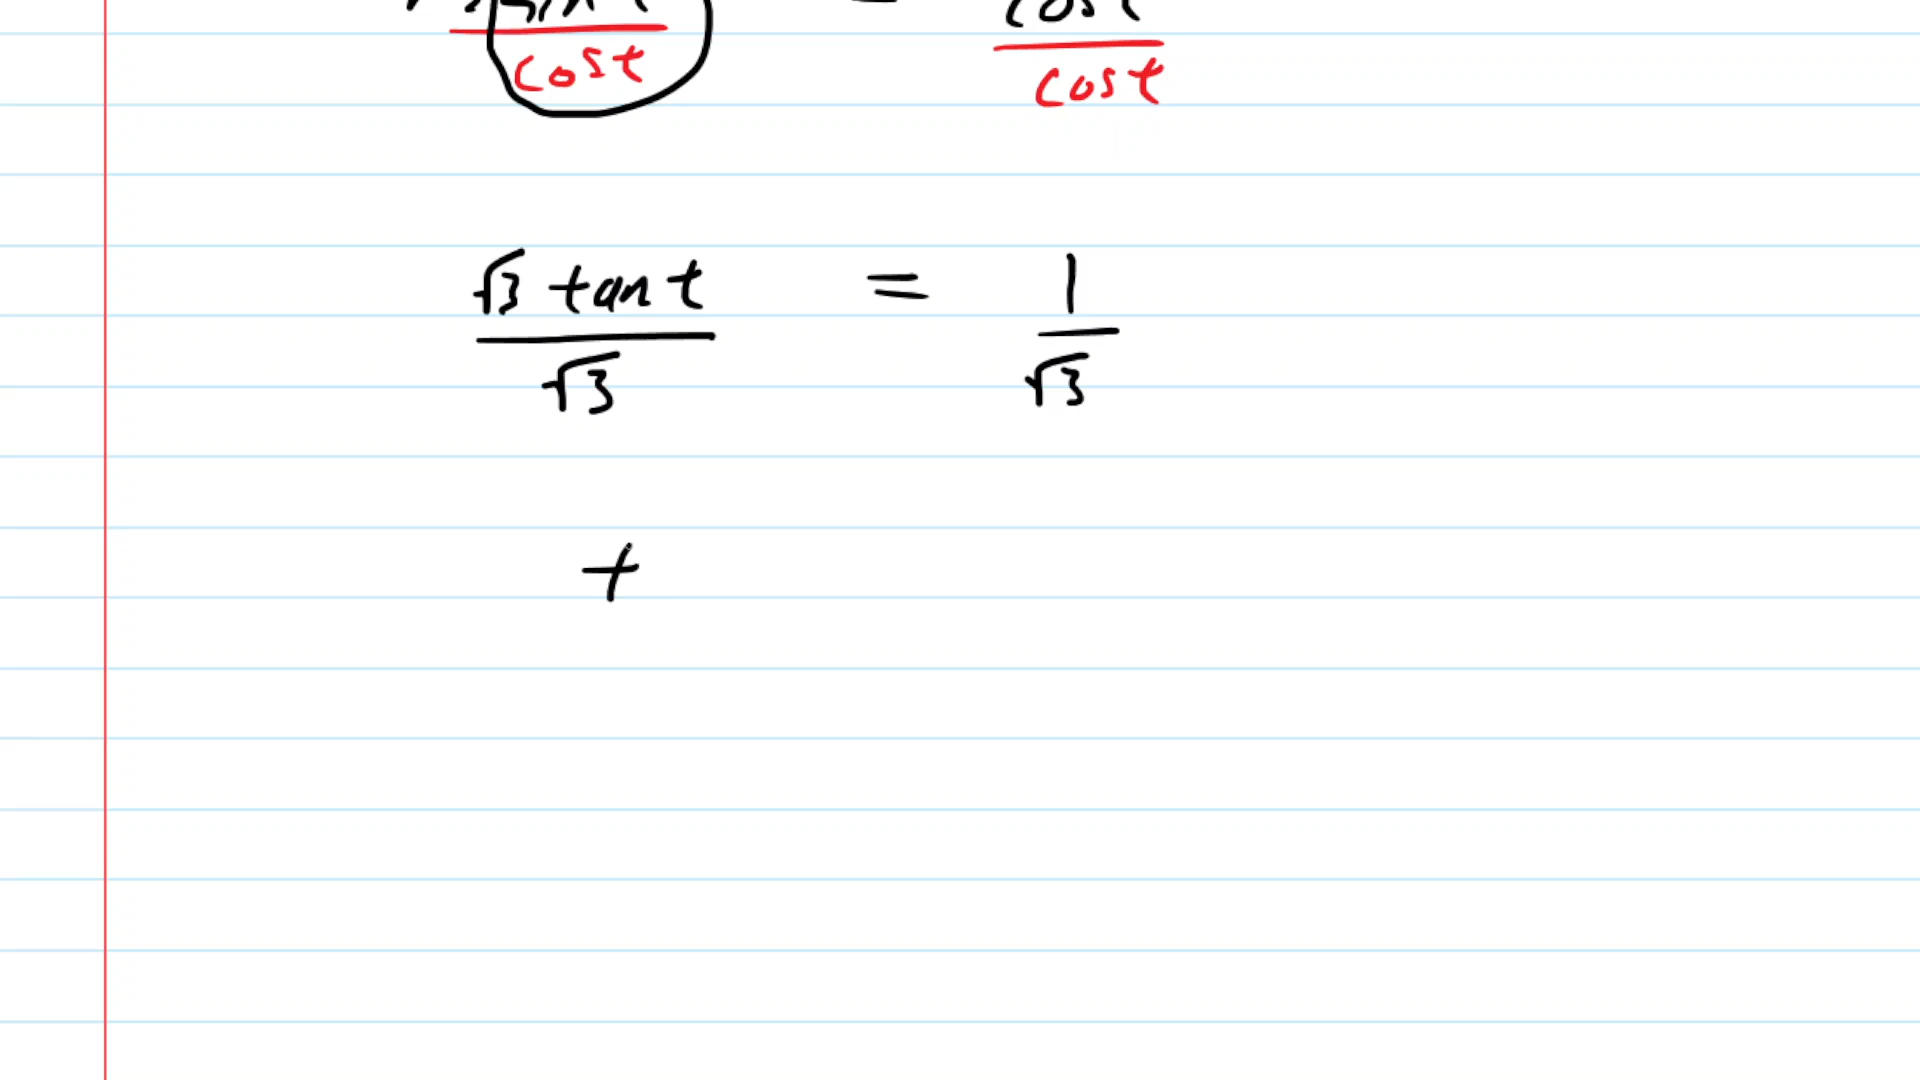 cost cost
√3 tan t = 1
√3 √3
t